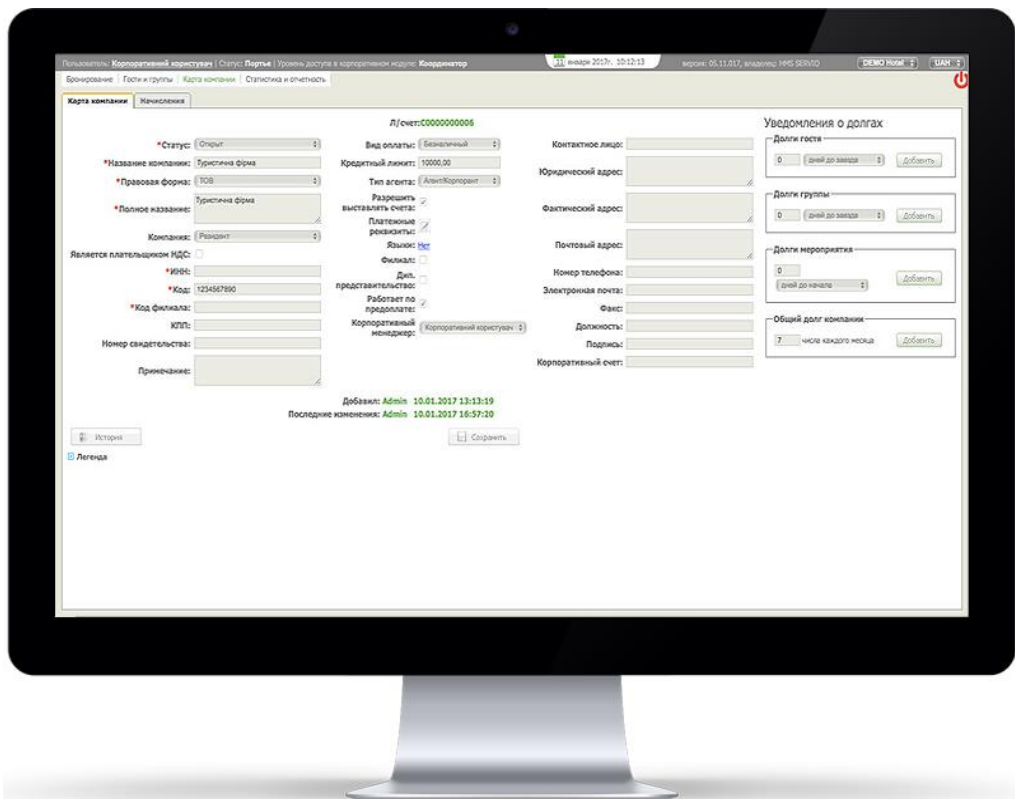 Пользователь: Корпоративний користувач | Статус: Портье | Уровень доступа в корпоративном модуле: Координатор
11 января 2017г. 10:12:13
версия: 05.11.017, владелец: HMS SERVIO
DEMO Hotel
UAH
Бронирование | Гости и группы | Карта компании | Статистика и отчетность
Карта компании
Начисления
Л/счет:C0000000006
*Статус: Открыт
*Название компании: Туристична фірма
*Правовая форма: ТОВ
*Полное название: Туристична фірма
Компания: Резидент
Является плательщиком НДС:
*ИНН:
*Код: 1234567890
*Код филиала:
КПП:
Номер свидетельства:
Примечание:
Вид оплаты: Безналичный
Кредитный лимит: 10000,00
Тип агента: Агент/Корпорант
Разрешить
выставлять счета:
Платежные
реквизиты:
Языки: Нет
Филиал:
Дип.
представительство:
Работает по
предоплате:
Корпоративный
менеджер: Корпоративний користувач
Контактное лицо:
Юридический адрес:
Фактический адрес:
Почтовый адрес:
Номер телефона:
Электронная почта:
Факс:
Должность:
Подпись:
Корпоративный счет:
Уведомления о долгах
Долги гостя
0 дней до заезда Добавить
Долги группы
0 дней до заезда Добавить
Долги мероприятия
0
дней до начала Добавить
Общий долг компании
7 числа каждого месяца Добавить
Добавил: Admin 10.01.2017 13:13:19
Последние изменения: Admin 10.01.2017 16:57:20
История
Сохранить
Легенда